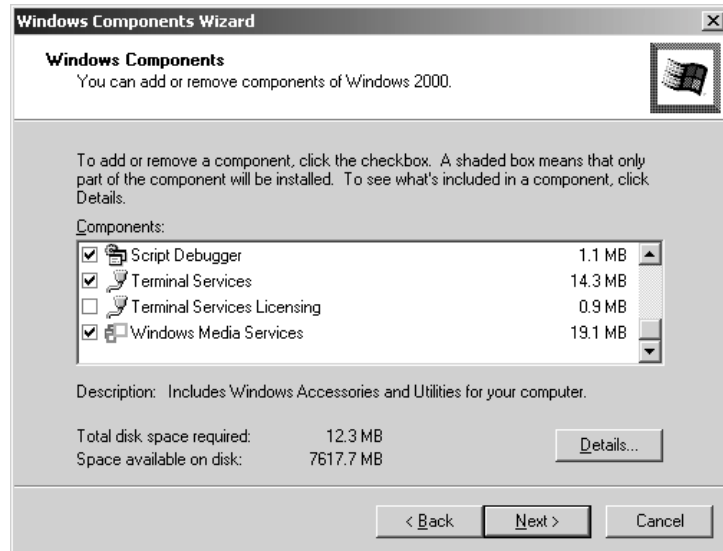 Windows Components Wizard
Windows Components
You can add or remove components of Windows 2000.
To add or remove a component, click the checkbox. A shaded box means that only
part of the component will be installed. To see what's included in a component, click
Details.
Components:
Script Debugger 1.1 MB
Terminal Services 14.3 MB
Terminal Services Licensing 0.9 MB
Windows Media Services 19.1 MB
Description: Includes Windows Accessories and Utilities for your computer.
Total disk space required: 12.3 MB
Space available on disk: 7617.7 MB
Details...
< Back Next > Cancel